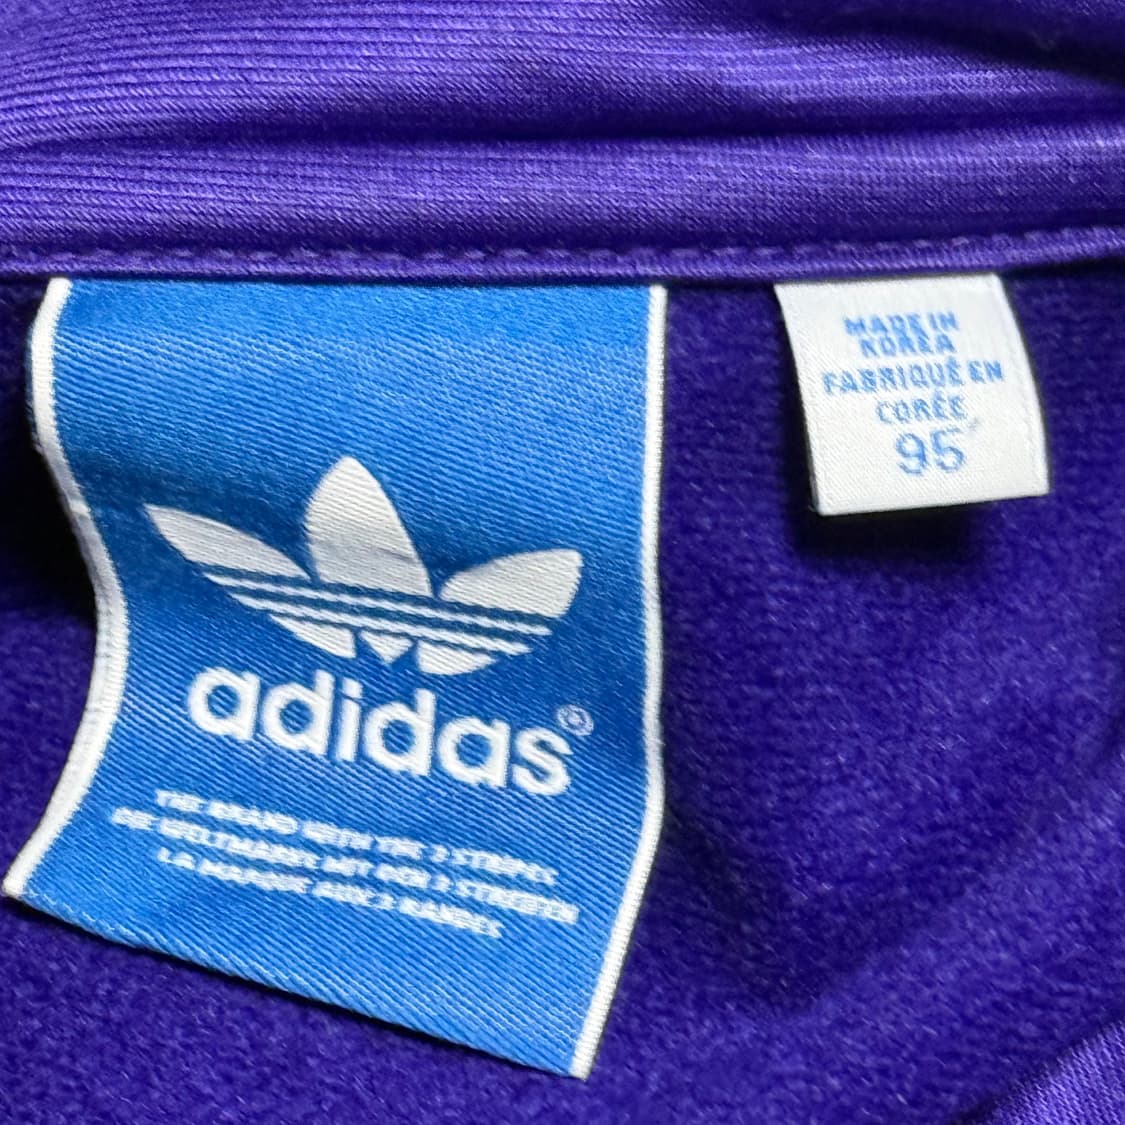 adidas®
THE BRAND WITH THE 3 STRIPES
DIE WELTMARKE MIT DEN 3 STREIFEN
LA MARQUE AUX 3 BANDES
MADE IN
KOREA
FABRIQUÉ EN
CORÉE
95